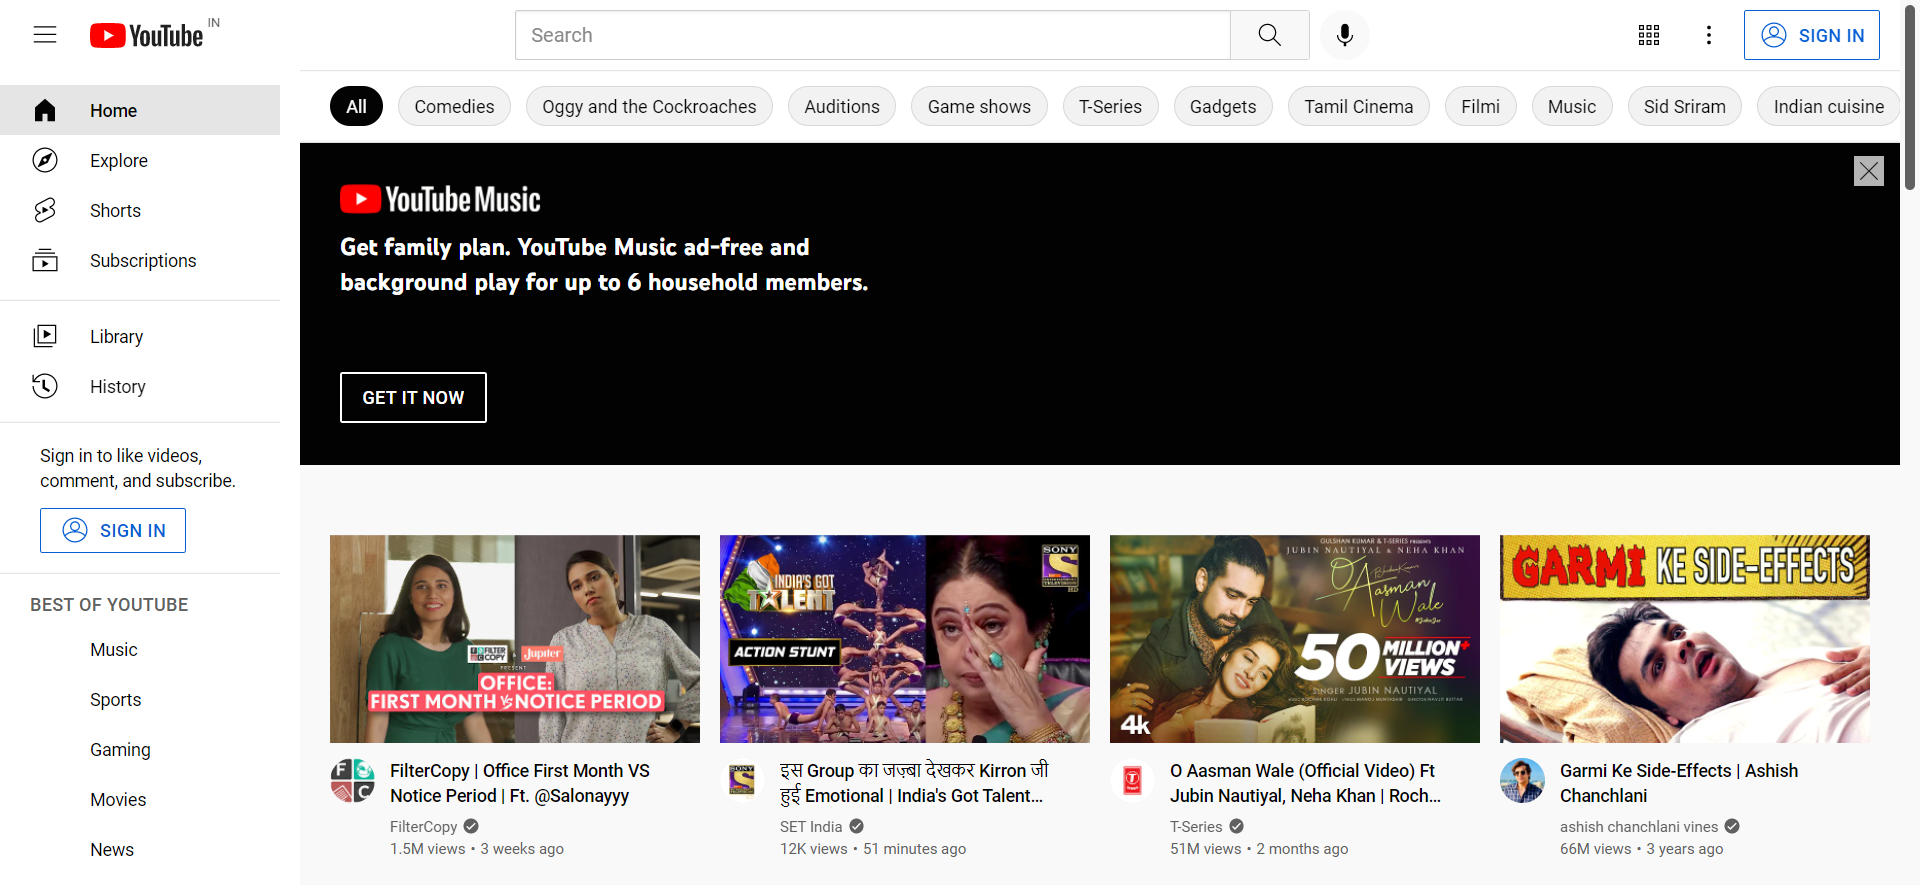 YouTube IN
Search
SIGN IN
Home
Explore
Shorts
Subscriptions
Library
History
Sign in to like videos,
comment, and subscribe.
SIGN IN
BEST OF YOUTUBE
Music
Sports
Gaming
Movies
News
All Comedies Oggy and the Cockroaches Auditions Game shows T-Series Gadgets Tamil Cinema Filmi Music Sid Sriram Indian cuisine
YouTube Music
Get family plan. YouTube Music ad-free and
background play for up to 6 household members.
GET IT NOW
FILTER COPY Jupiter
PRESENT
OFFICE:
FIRST MONTH VS NOTICE PERIOD
FilterCopy | Office First Month VS
Notice Period | Ft. @Salonayyy
FilterCopy
1.5M views • 3 weeks ago
SONY
INDIA'S GOT
TALENT
ACTION STUNT
इस Group का जज़्बा देखकर Kirron जी
हुई Emotional | India's Got Talent...
SET India
12K views • 51 minutes ago
GULSHAN KUMAR & T-SERIES PRESENTS
JUBIN NAUTIYAL & NEHA KHAN
O Aasman Wale
50 MILLION+
VIEWS
SINGER JUBIN NAUTIYAL
4k
O Aasman Wale (Official Video) Ft
Jubin Nautiyal, Neha Khan | Roch...
T-Series
51M views • 2 months ago
GARMI KE SIDE-EFFECTS
Garmi Ke Side-Effects | Ashish
Chanchlani
ashish chanchlani vines
66M views • 3 years ago